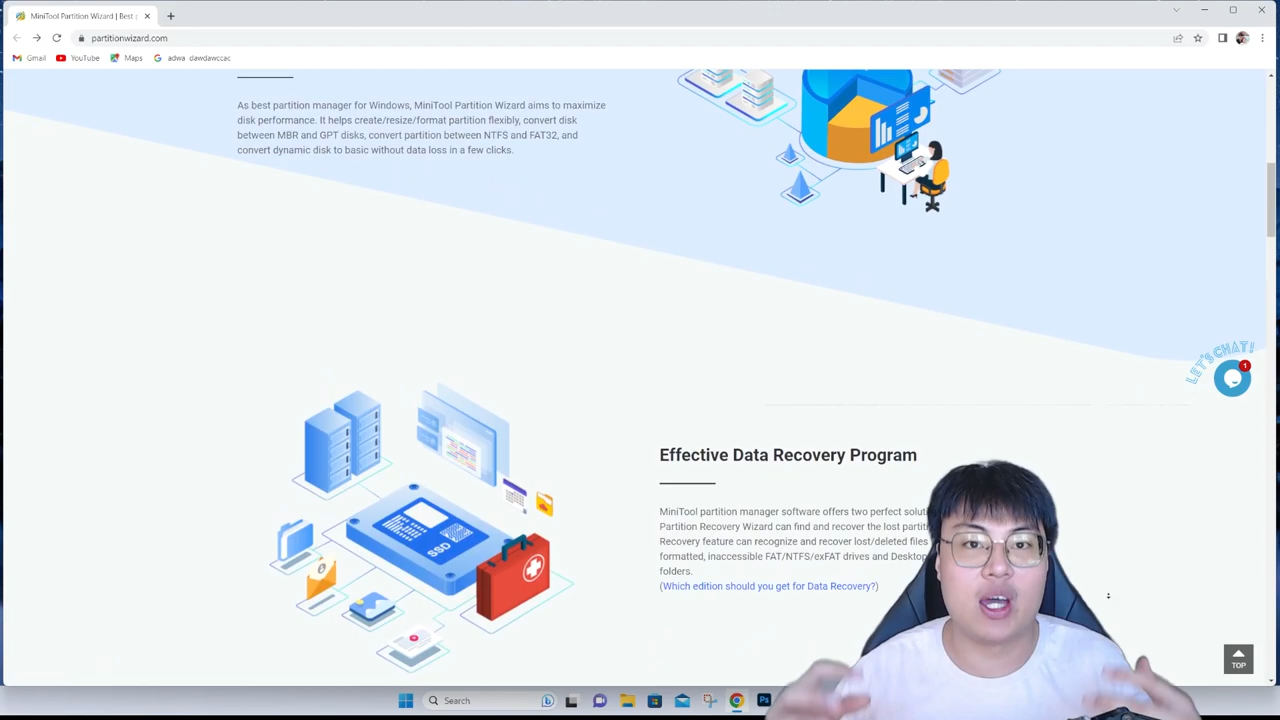 MiniTool Partition Wizard | Best
partitionwizard.com
Gmail
YouTube
Maps
adwa dawdawccac
As best partition manager for Windows, MiniTool Partition Wizard aims to maximize
disk performance. It helps create/resize/format partition flexibly, convert disk
between MBR and GPT disks, convert partition between NTFS and FAT32, and
convert dynamic disk to basic without data loss in a few clicks.
LET'S CHAT!
1
SSD
Effective Data Recovery Program
MiniTool partition manager software offers two perfect
Partition Recovery Wizard can find and recover the lost
Recovery feature can recognize and recover lost/deleted files
formatted, inaccessible FAT/NTFS/exFAT drives and
folders.
(Which edition should you get for Data Recovery?)
TOP
Search
Ps